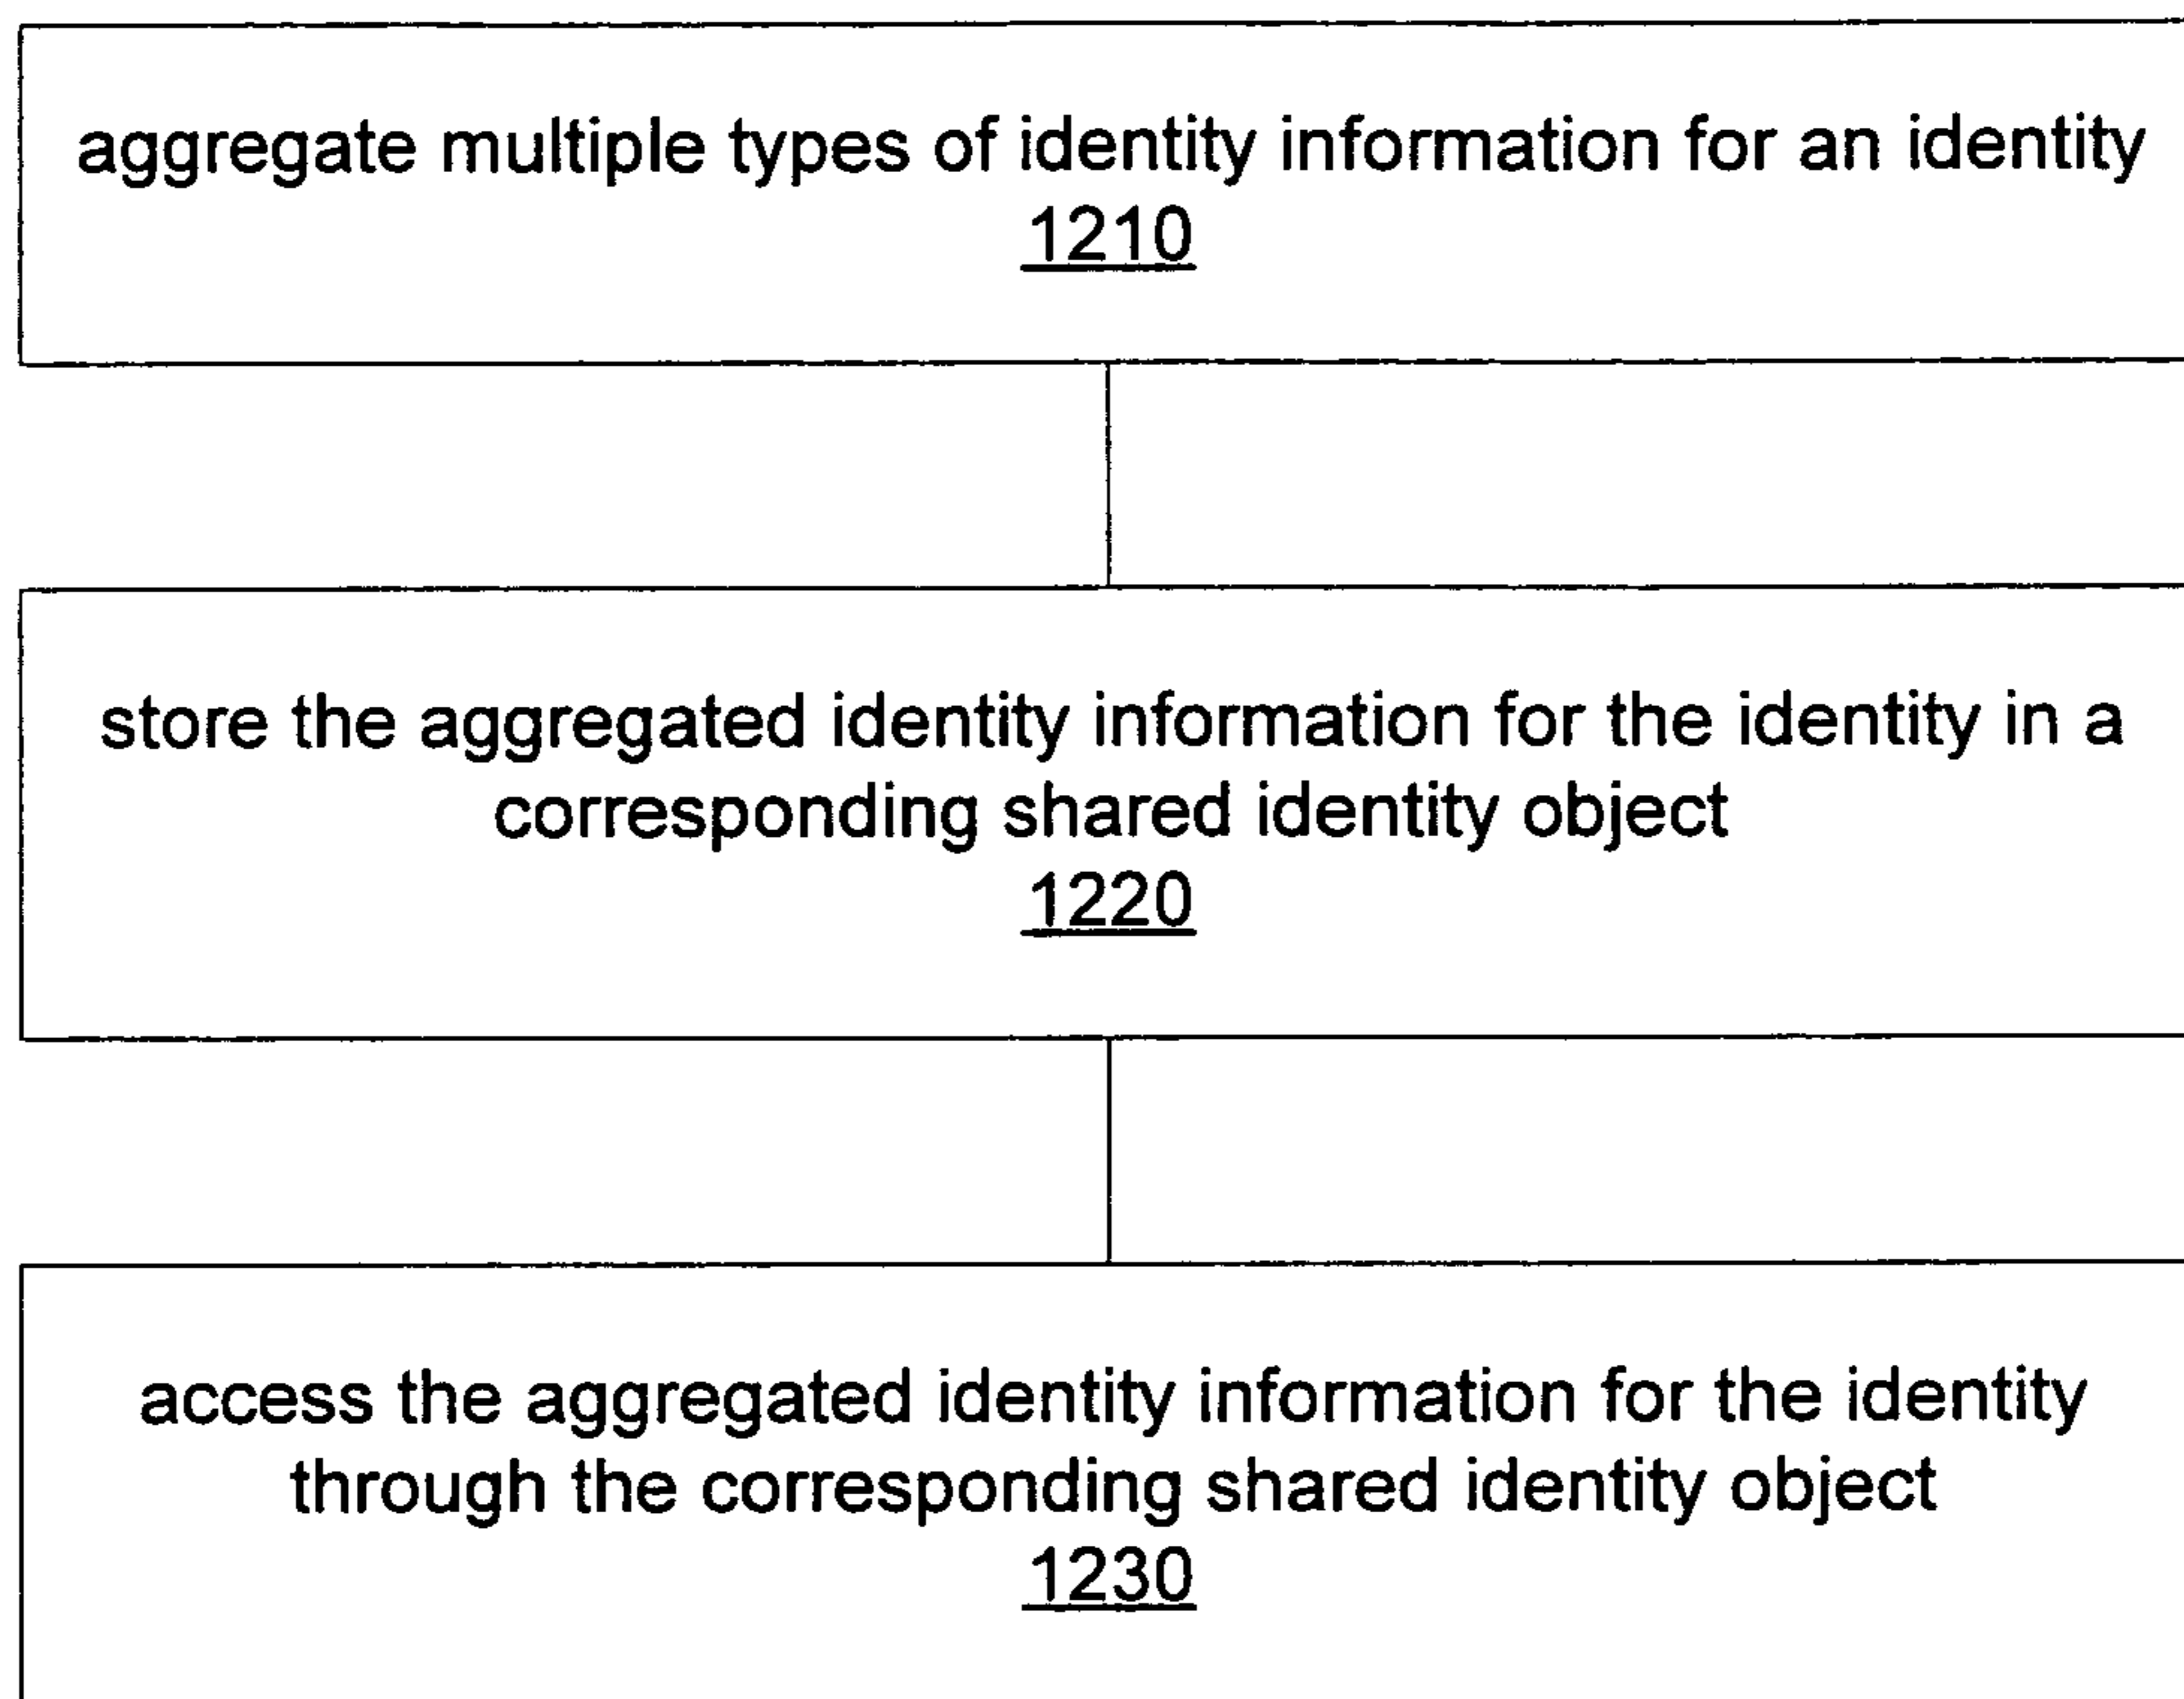 aggregate multiple types of identity information for an identity
1210
store the aggregated identity information for the identity in a
corresponding shared identity object
1220
access the aggregated identity information for the identity
through the corresponding shared identity object
1230